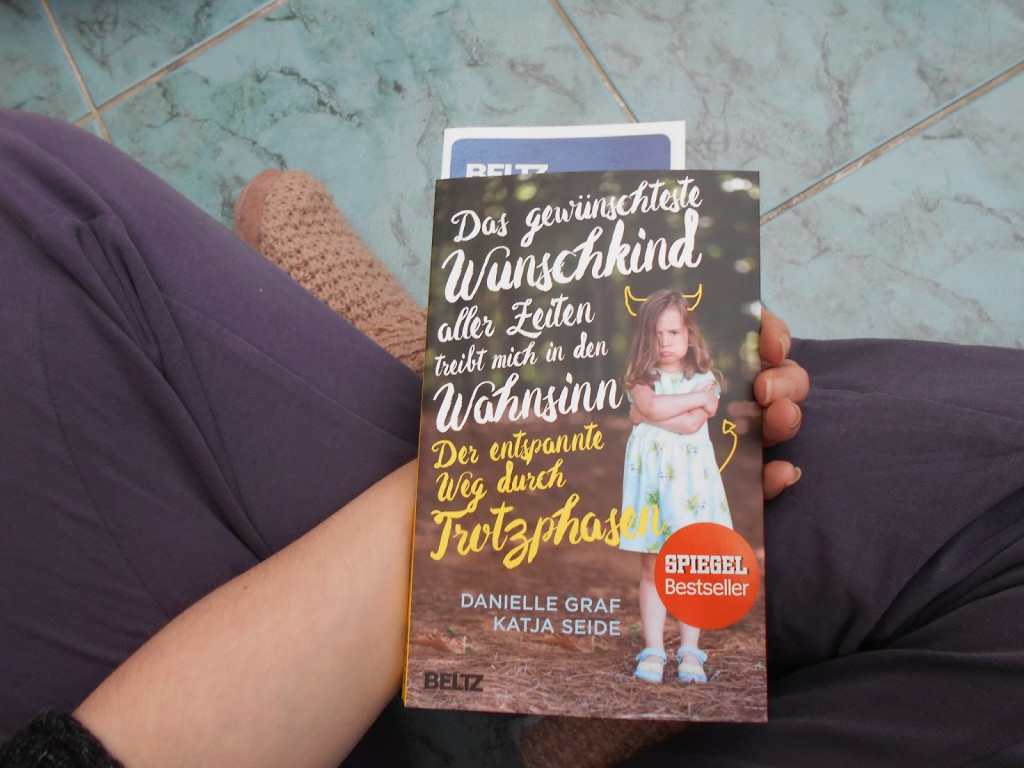 BELTZ
Das gewünschteste
Wunschkind
aller Zeiten
treibt mich in den
Wahnsinn
Der entspannte
Weg durch
Trotzphasen
SPIEGEL
Bestseller
DANIELLE GRAF
KATJA SEIDE
BELTZ